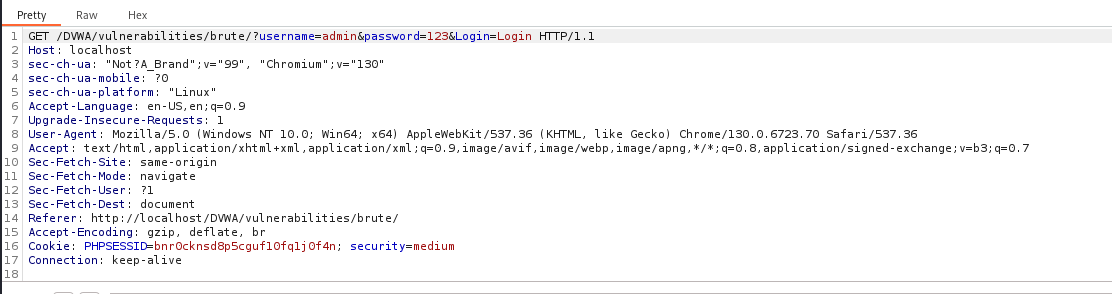 Pretty Raw Hex
1 GET /DVWA/vulnerabilities/brute/?username=admin&password=123&Login=Login HTTP/1.1
2 Host: localhost
3 sec-ch-ua: "Not?A_Brand";v="99", "Chromium";v="130"
4 sec-ch-ua-mobile: ?0
5 sec-ch-ua-platform: "Linux"
6 Accept-Language: en-US,en;q=0.9
7 Upgrade-Insecure-Requests: 1
8 User-Agent: Mozilla/5.0 (Windows NT 10.0; Win64; x64) AppleWebKit/537.36 (KHTML, like Gecko) Chrome/130.0.6723.70 Safari/537.36
9 Accept: text/html,application/xhtml+xml,application/xml;q=0.9,image/avif,image/webp,image/apng,*/*;q=0.8,application/signed-exchange;v=b3;q=0.7
10 Sec-Fetch-Site: same-origin
11 Sec-Fetch-Mode: navigate
12 Sec-Fetch-User: ?1
13 Sec-Fetch-Dest: document
14 Referer: http://localhost/DVWA/vulnerabilities/brute/
15 Accept-Encoding: gzip, deflate, br
16 Cookie: PHPSESSID=bnr0cknsd8p5cguf10fq1j0f4n; security=medium
17 Connection: keep-alive
18